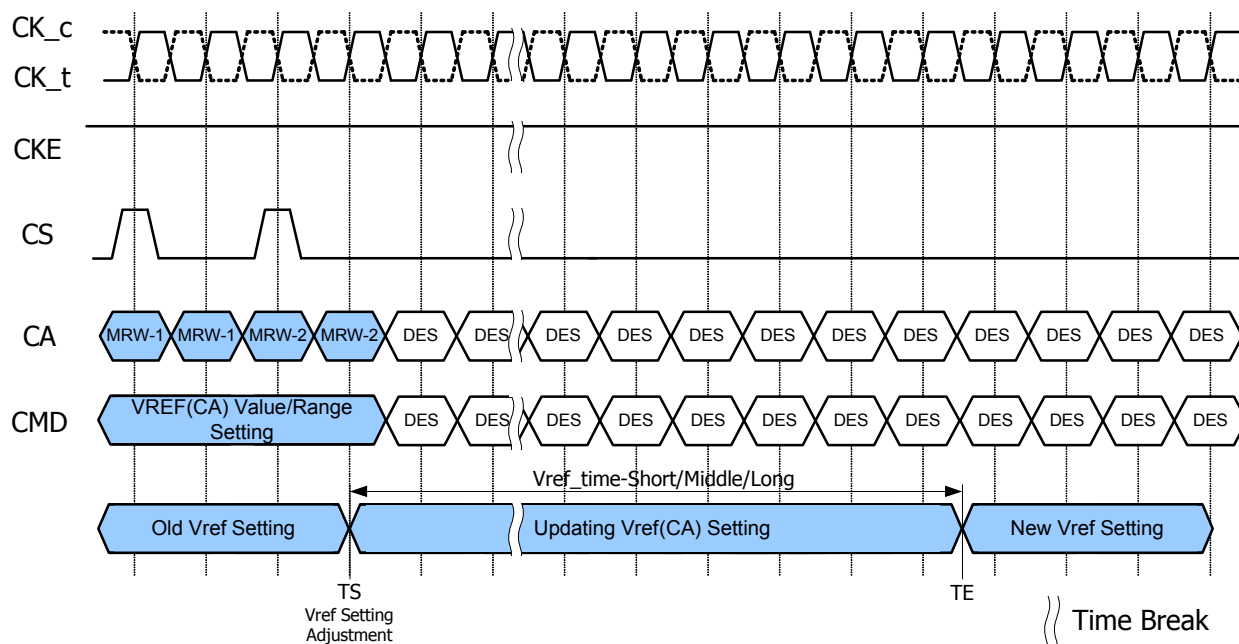 CK_c
CK_t
CKE
CS
CA
MRW-1 MRW-1 MRW-2 MRW-2 DES DES DES DES DES DES DES DES DES DES DES DES
CMD
VREF(CA) Value/Range
Setting
DES DES DES DES DES DES DES DES DES DES DES DES
Vref_time-Short/Middle/Long
Old Vref Setting Updating Vref(CA) Setting New Vref Setting
TS
Vref Setting
Adjustment
TE
Time Break